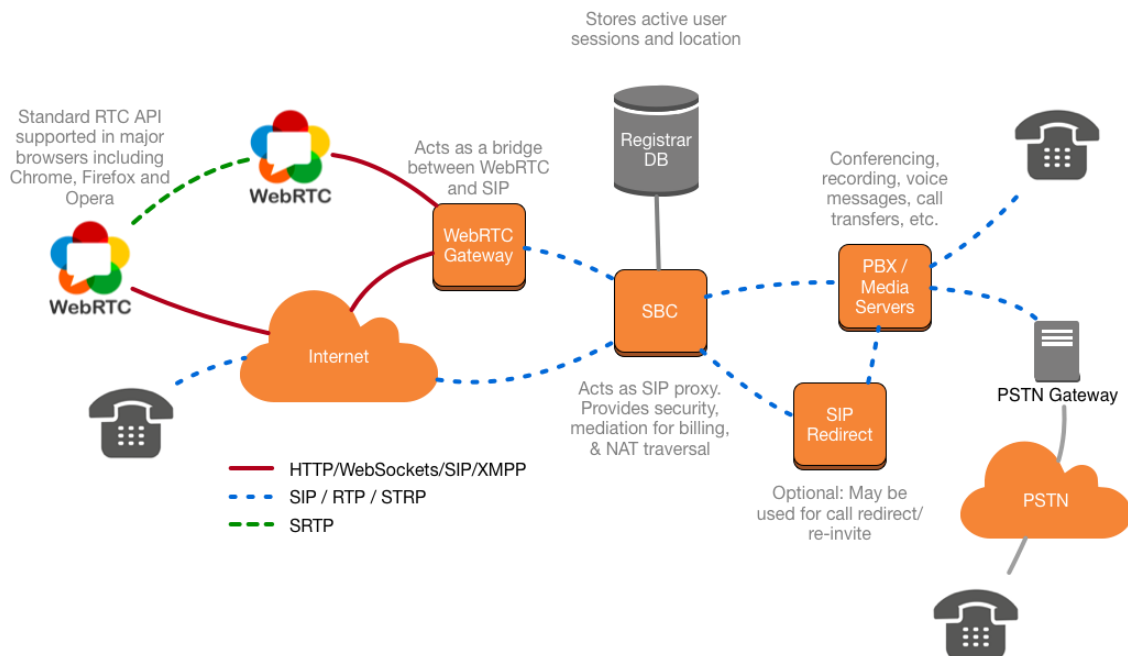 Stores active user
sessions and location
Standard RTC API
supported in major
browsers including
Chrome, Firefox and
Opera
WebRTC
WebRTC
Acts as a bridge
between WebRTC
and SIP
WebRTC
Gateway
Registrar
DB
Conferencing,
recording, voice
messages, call
transfers, etc.
PBX /
Media
Servers
SBC
Internet
Acts as SIP proxy.
Provides security,
mediation for billing,
& NAT traversal
SIP
Redirect
PSTN Gateway
Optional: May be
used for call redirect/
re-invite
PSTN
HTTP/WebSockets/SIP/XMPP
SIP / RTP / STRP
SRTP